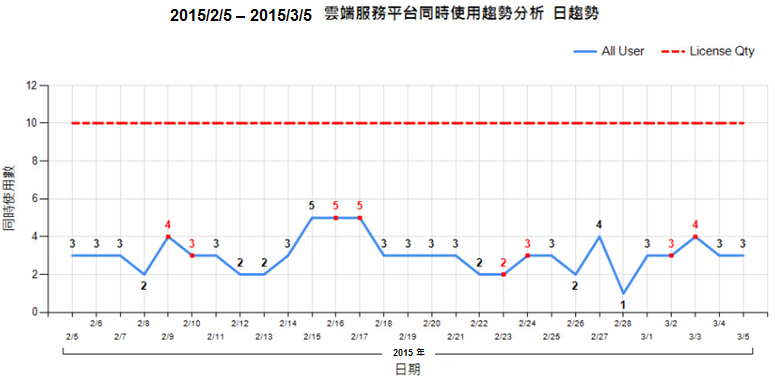 2015/2/5 – 2015/3/5 雲端服務平台同時使用趨勢分析 日趨勢
All User License Qty
12
10
8
6
4
2
0
同時使用數
3 3 3 2 4 3 3 2 2 3 5 5 5 3 3 3 3 2 2 3 3 2 4 1 3 3 4 3 3
2/6 2/8 2/10 2/12 2/14 2/16 2/18 2/20 2/22 2/24 2/26 2/28 3/2 3/4
2/5 2/7 2/9 2/11 2/13 2/15 2/17 2/19 2/21 2/23 2/25 2/27 3/1 3/3 3/5
2015 年
日期